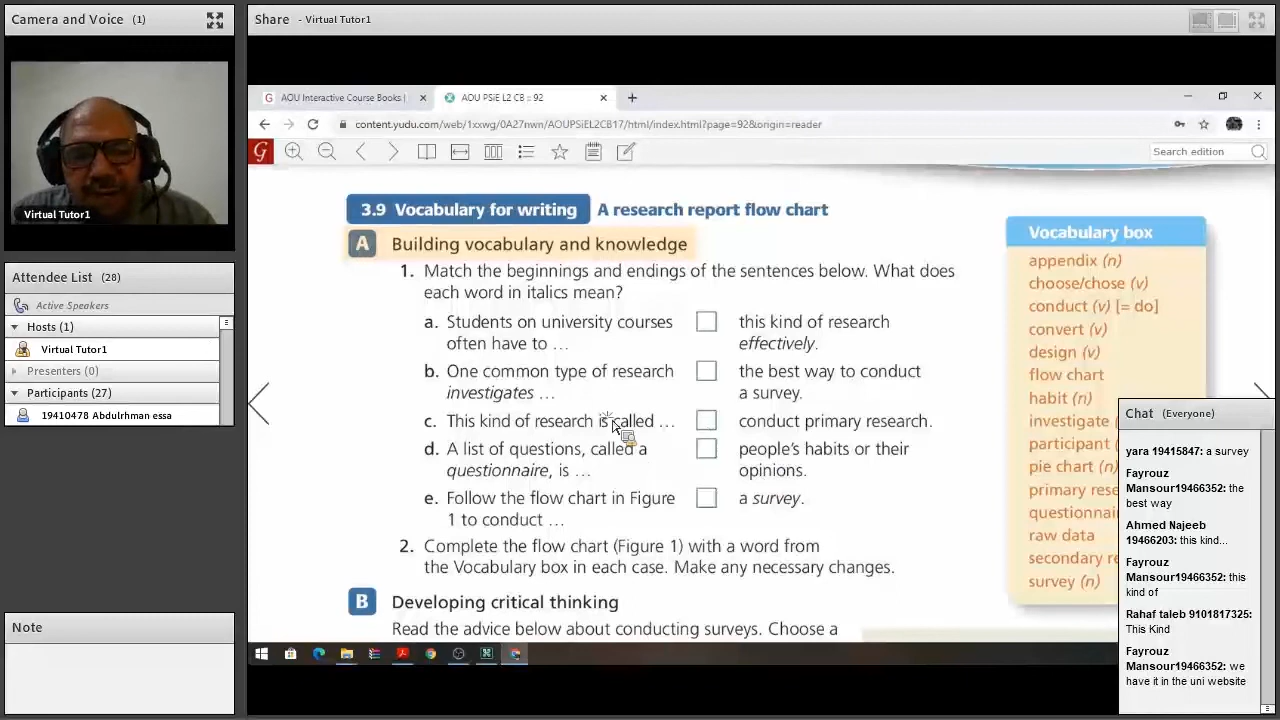 Camera and Voice (1)
Virtual Tutor1
Attendee List (28)
Active Speakers
Hosts (1)
Virtual Tutor1
Presenters (0)
Participants (27)
19410478 Abdulrhman essa
Note
Share - Virtual Tutor1
AOU Interactive Course Books |
AOU PSiE L2 CB :: 92
content.yudu.com/web/1xxwg/0A27nwn/AOUPSiEL2CB17/html/index.html?page=92&origin=reader
Search edition
3.9 Vocabulary for writing A research report flow chart
A Building vocabulary and knowledge
1. Match the beginnings and endings of the sentences below. What does
each word in italics mean?
a. Students on university courses
often have to …
this kind of research
effectively.
b. One common type of research
investigates …
the best way to conduct
a survey.
c. This kind of research is called …
conduct primary research.
d. A list of questions, called a
questionnaire, is …
people's habits or their
opinions.
e. Follow the flow chart in Figure
1 to conduct …
a survey.
2. Complete the flow chart (Figure 1) with a word from
the Vocabulary box in each case. Make any necessary changes.
B Developing critical thinking
Read the advice below about conducting surveys. Choose a
Vocabulary box
appendix (n)
choose/chose (v)
conduct (v) [= do]
convert (v)
design (v)
flow chart
habit (n)
investigate
participant
pie chart (n)
primary rese
questionnai
raw data
secondary re
survey (n)
Chat (Everyone)
yara 19415847: a survey
Fayrouz
Mansour19466352: the
best way
Ahmed Najeeb
19466203: this kind...
Fayrouz
Mansour19466352: this
kind of
Rahaf taleb 9101817325:
This Kind
Fayrouz
Mansour19466352: we
have it in the uni website